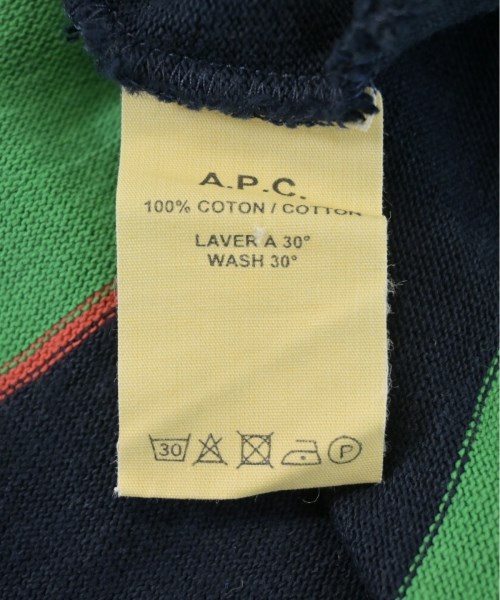 A.P.C.
100% COTON / COTTON
LAVER A 30°
WASH 30°
30 P